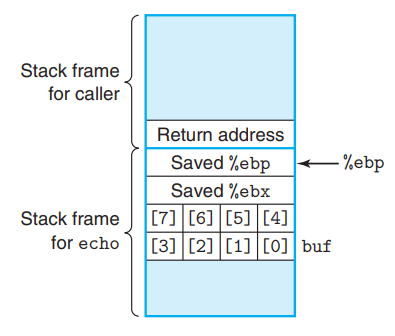 Stack frame
for caller
Return address
Saved %ebp
%ebp
Saved %ebx
Stack frame
for echo
[7] [6] [5] [4]
[3] [2] [1] [0] buf